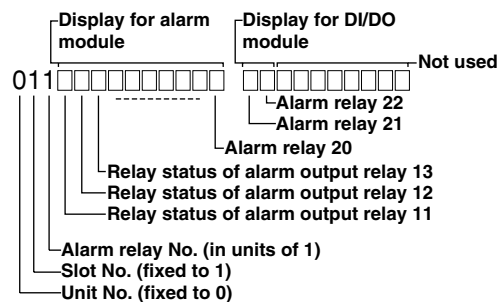 Display for alarm
module
Display for DI/DO
module
Not used
011
Alarm relay 22
Alarm relay 21
Alarm relay 20
Relay status of alarm output relay 13
Relay status of alarm output relay 12
Relay status of alarm output relay 11
Alarm relay No. (in units of 1)
Slot No. (fixed to 1)
Unit No. (fixed to 0)